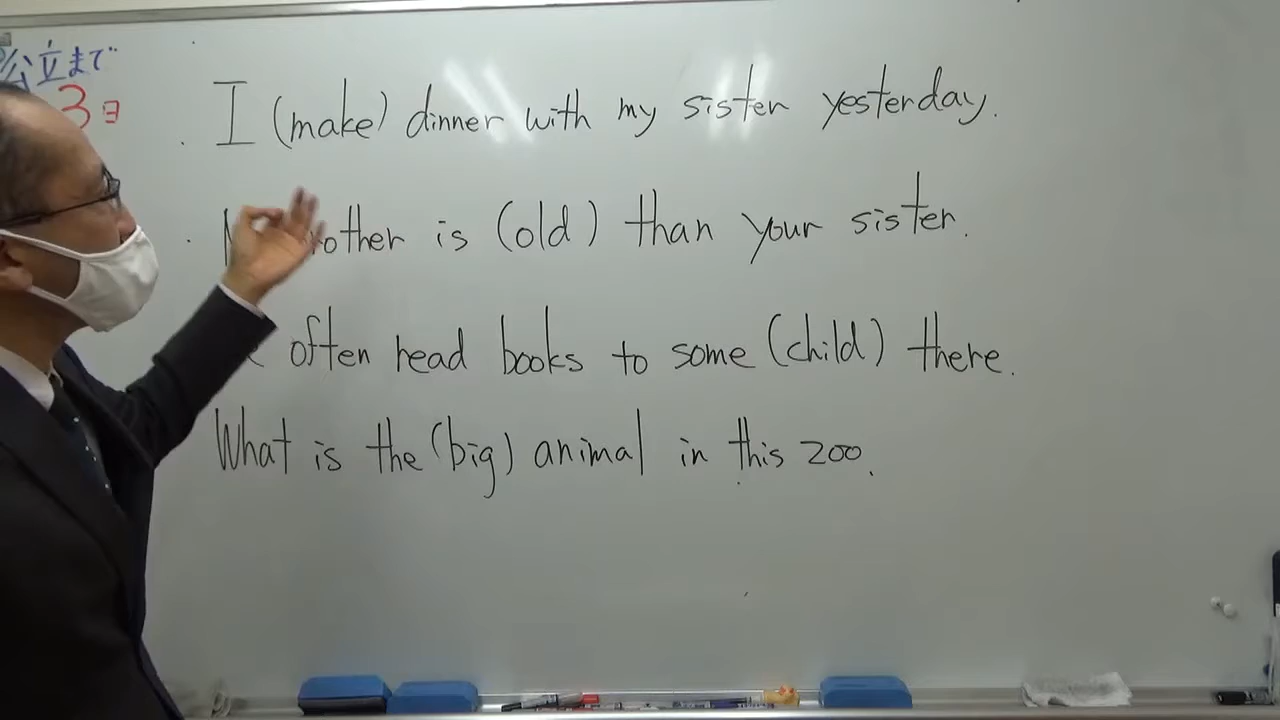 公立まで
3日
I (make) dinner with my sister yesterday.
is (old) than your sister.
often read books to some (child) there.
What is the (big) animal in this zoo.